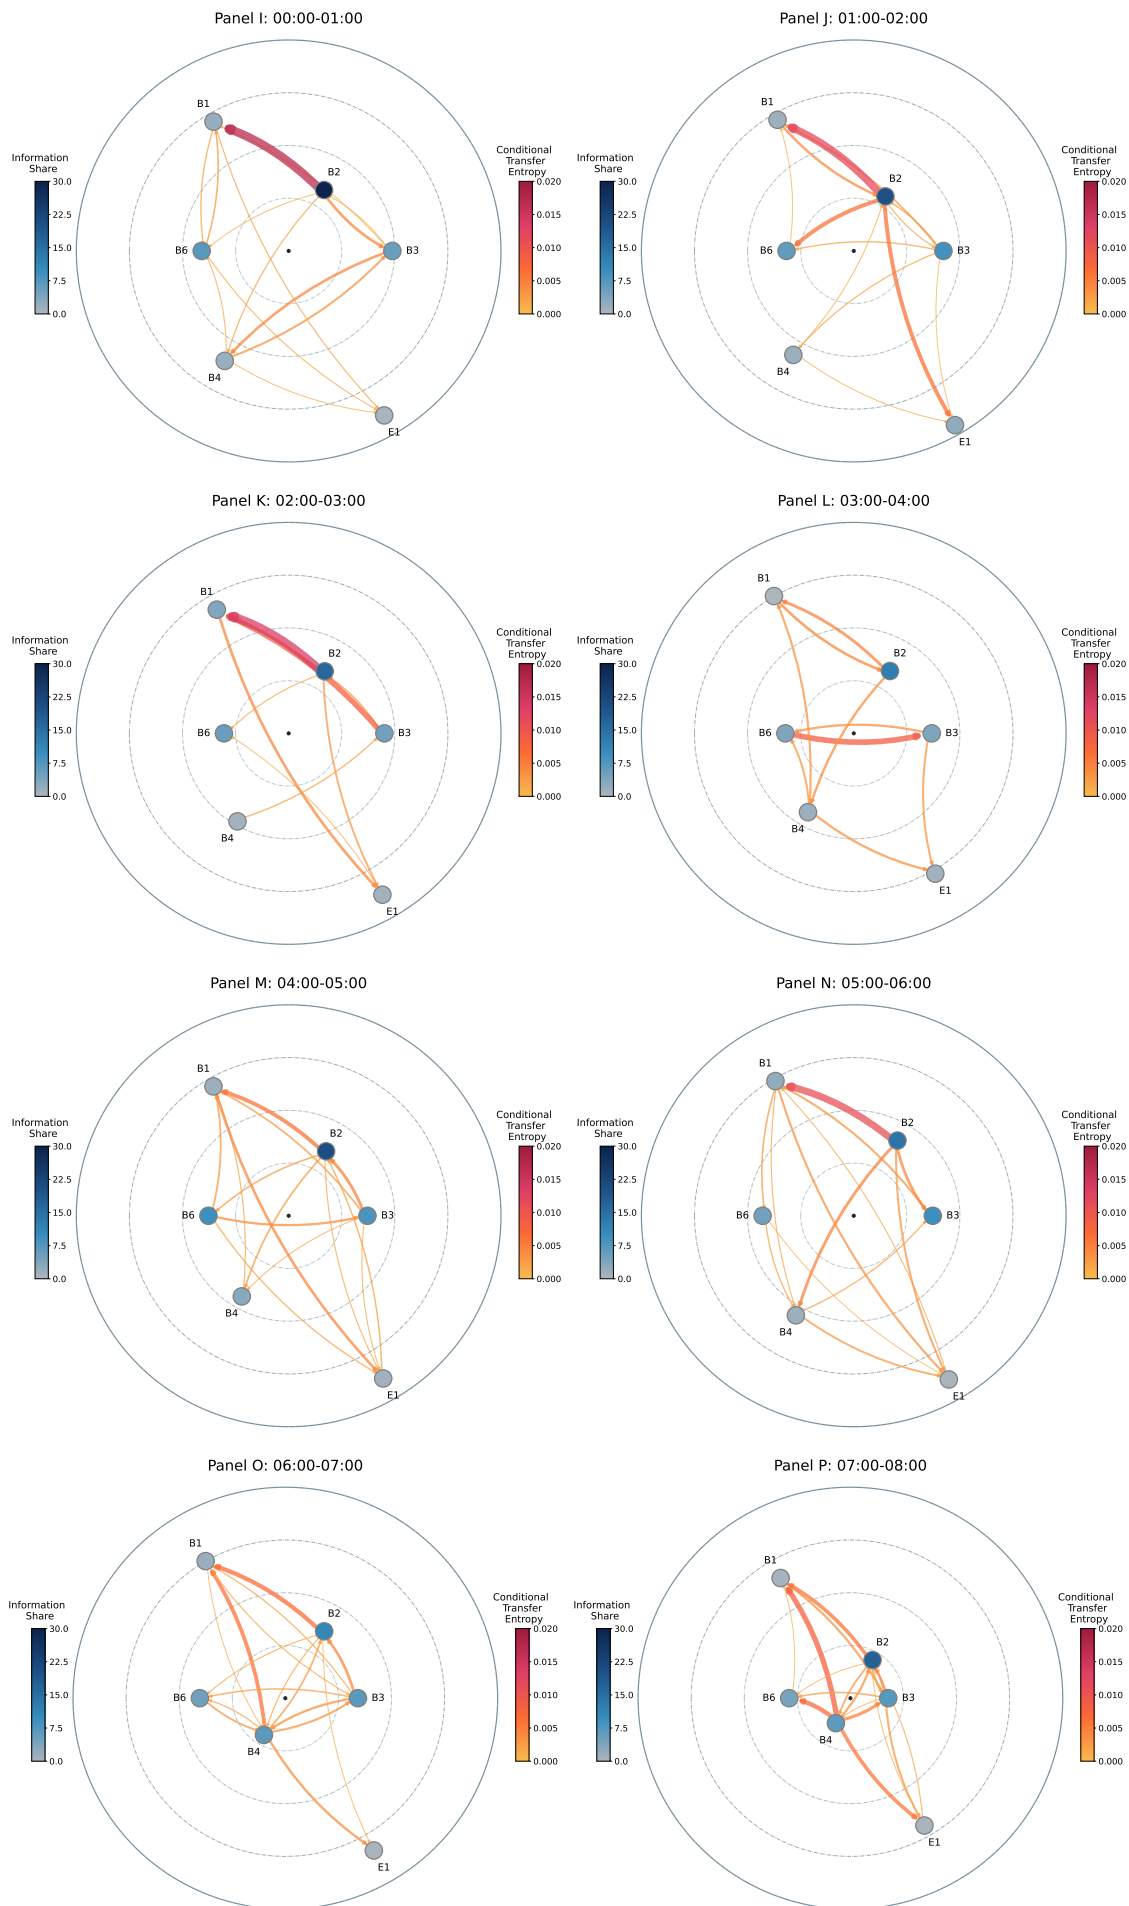 Panel I: 00:00-01:00
Information
Share
30.0
22.5
15.0
7.5
0.0
B1
B2
B3
B6
B4
E1
Conditional
Transfer
Entropy
0.020
0.015
0.010
0.005
0.000
Panel J: 01:00-02:00
Information
Share
30.0
22.5
15.0
7.5
0.0
B1
B2
B3
B6
B4
E1
Conditional
Transfer
Entropy
0.020
0.015
0.010
0.005
0.000
Panel K: 02:00-03:00
Information
Share
30.0
22.5
15.0
7.5
0.0
B1
B2
B3
B6
B4
E1
Conditional
Transfer
Entropy
0.020
0.015
0.010
0.005
0.000
Panel L: 03:00-04:00
Information
Share
30.0
22.5
15.0
7.5
0.0
B1
B2
B3
B6
B4
E1
Conditional
Transfer
Entropy
0.020
0.015
0.010
0.005
0.000
Panel M: 04:00-05:00
Information
Share
30.0
22.5
15.0
7.5
0.0
B1
B2
B3
B6
B4
E1
Conditional
Transfer
Entropy
0.020
0.015
0.010
0.005
0.000
Panel N: 05:00-06:00
Information
Share
30.0
22.5
15.0
7.5
0.0
B1
B2
B3
B6
B4
E1
Conditional
Transfer
Entropy
0.020
0.015
0.010
0.005
0.000
Panel O: 06:00-07:00
Information
Share
30.0
22.5
15.0
7.5
0.0
B1
B2
B3
B6
B4
E1
Conditional
Transfer
Entropy
0.020
0.015
0.010
0.005
0.000
Panel P: 07:00-08:00
Information
Share
30.0
22.5
15.0
7.5
0.0
B1
B2
B3
B6
B4
E1
Conditional
Transfer
Entropy
0.020
0.015
0.010
0.005
0.000